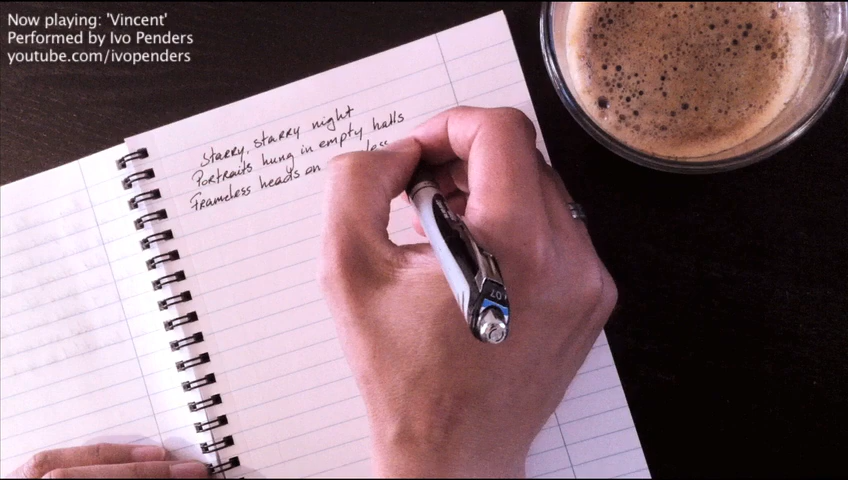 Now playing: 'Vincent'
Performed by Ivo Penders
youtube.com/ivopenders
Starry, starry night
Portraits hung in empty halls
Frameless heads on
07